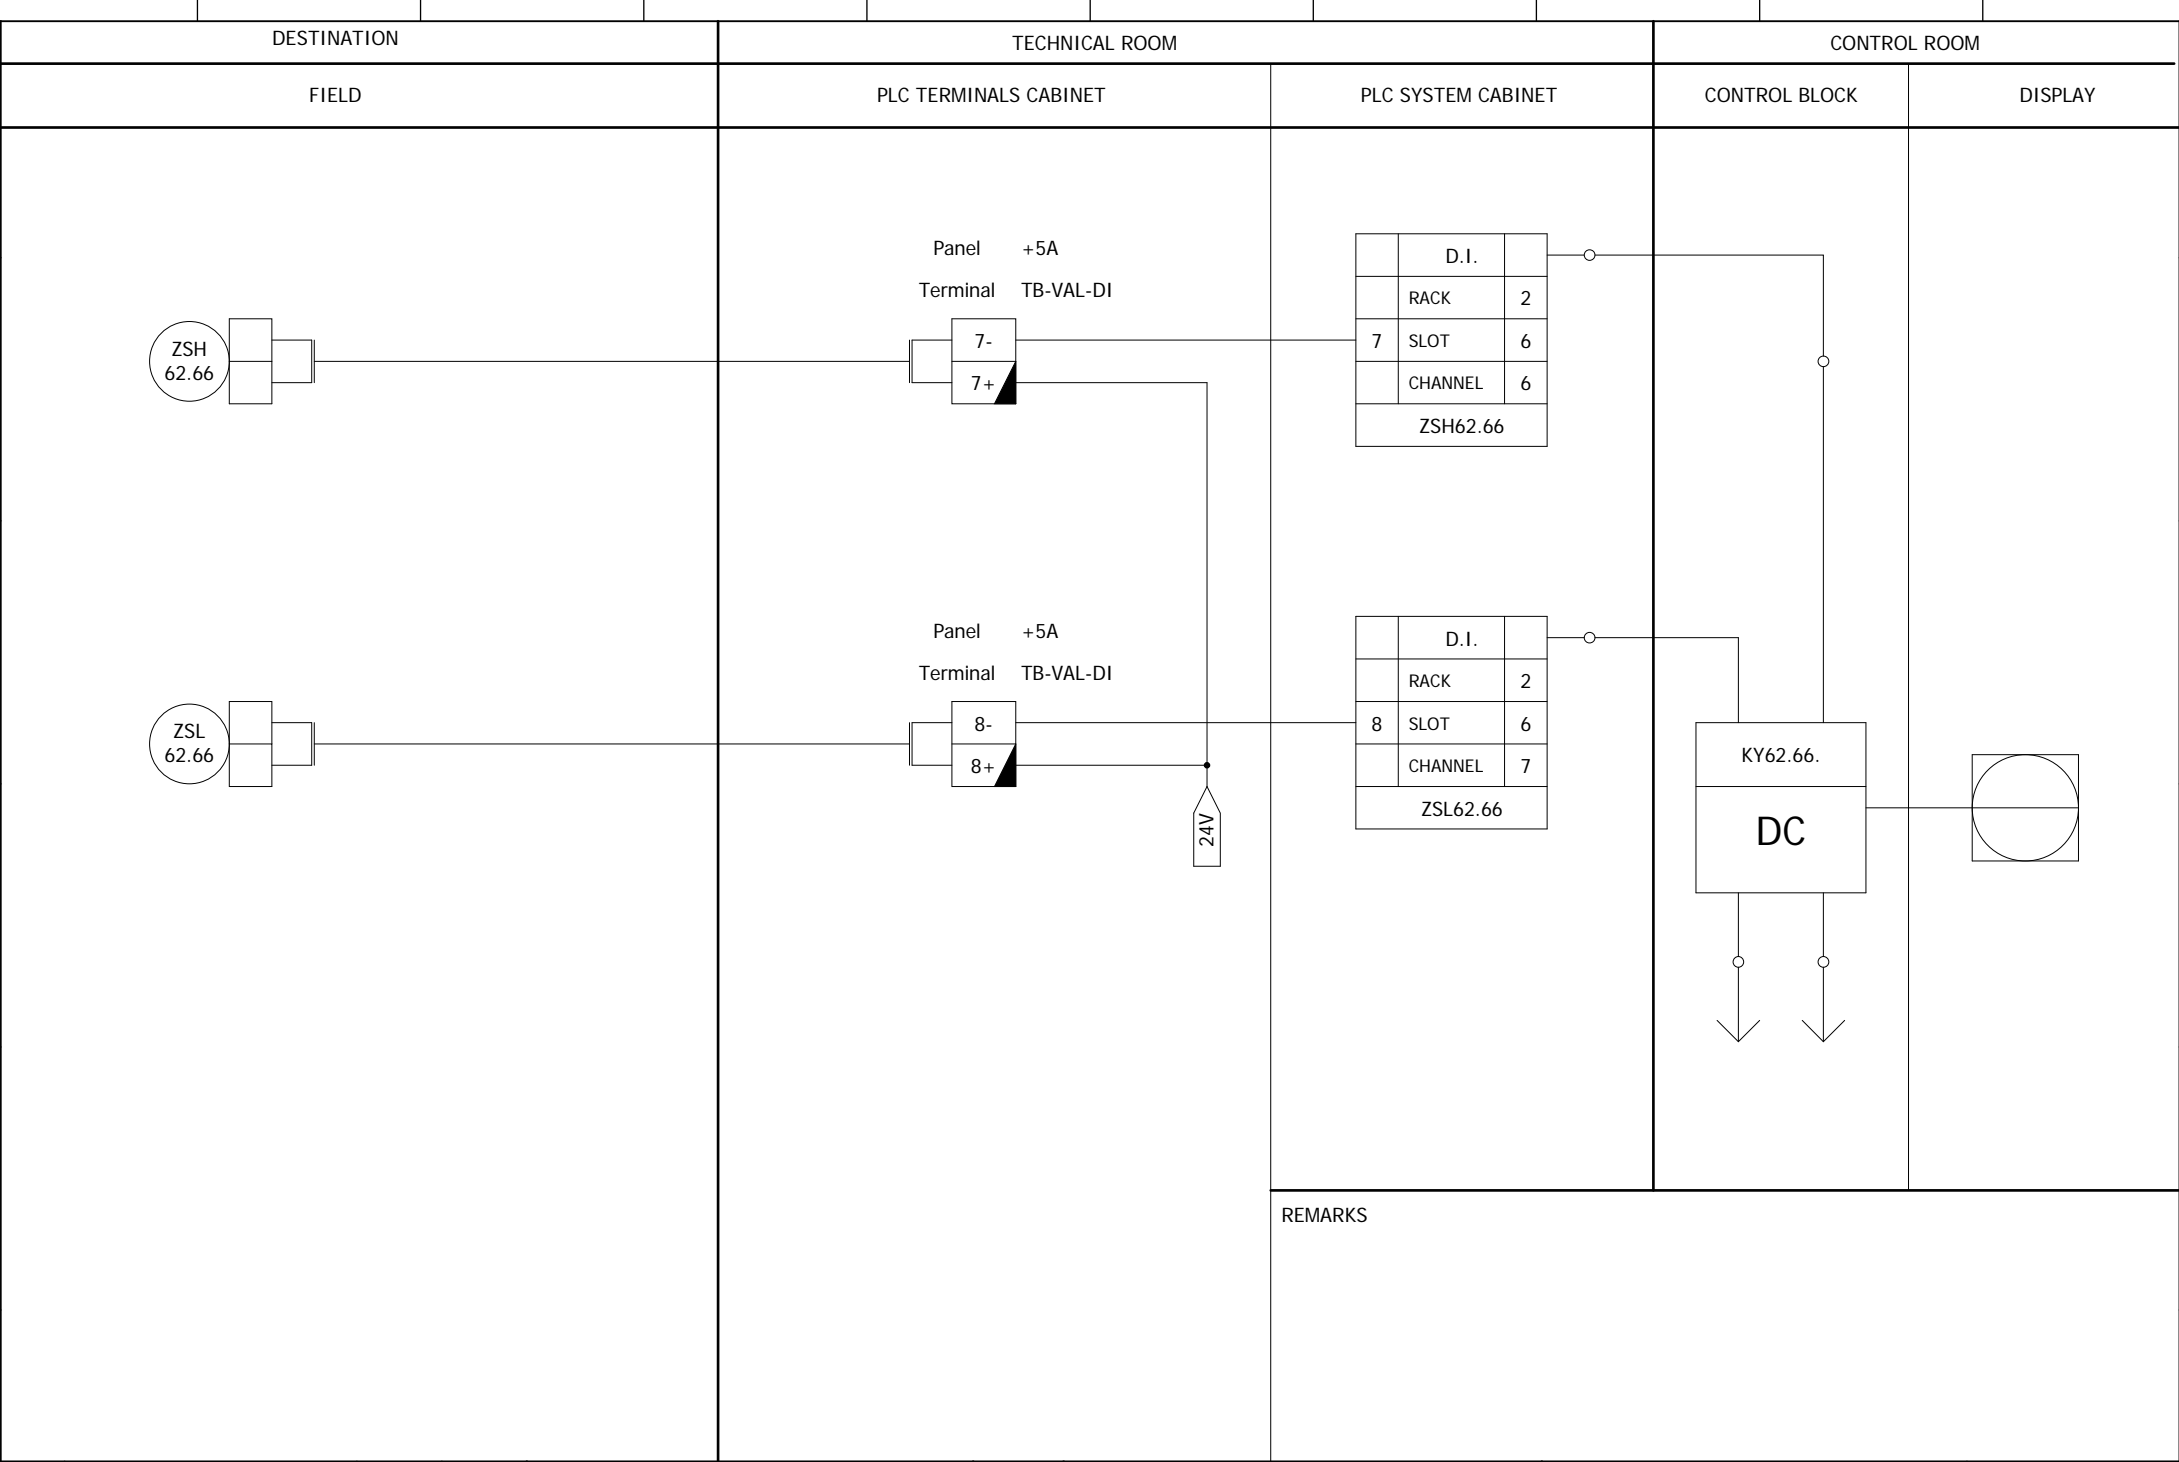 DESTINATION
TECHNICAL ROOM
CONTROL ROOM
FIELD
PLC TERMINALS CABINET
PLC SYSTEM CABINET
CONTROL BLOCK
DISPLAY
Panel +5A
Terminal TB-VAL-DI
ZSH
62.66
7-
7+
D.I.
RACK 2
7 SLOT 6
CHANNEL 6
ZSH62.66
Panel +5A
Terminal TB-VAL-DI
ZSL
62.66
8-
8+
24V
D.I.
RACK 2
8 SLOT 6
CHANNEL 7
ZSL62.66
KY62.66.
DC
REMARKS